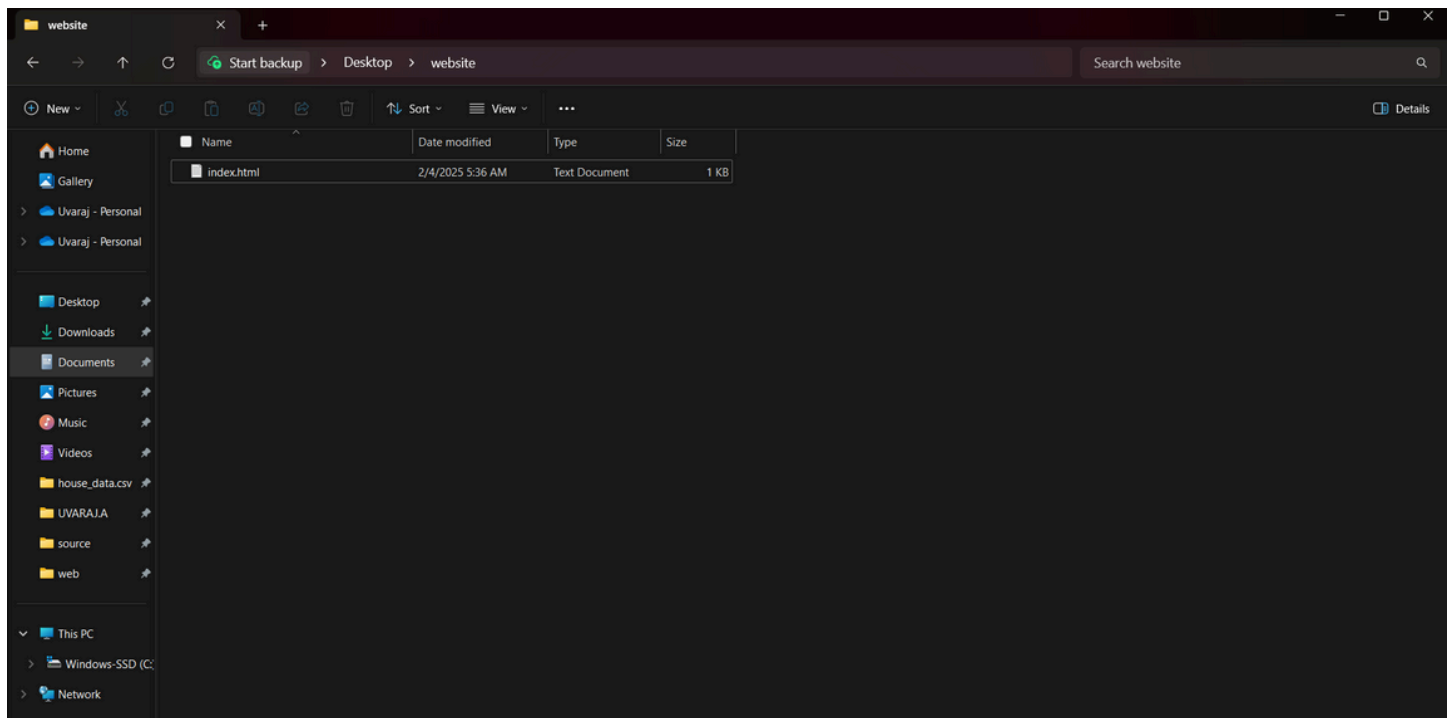 website
Start backup > Desktop > website
Search website
New
Sort
View
Details
Name Date modified Type Size
index.html 2/4/2025 5:36 AM Text Document 1 KB
Home
Gallery
Uvaraj - Personal
Uvaraj - Personal
Desktop
Downloads
Documents
Pictures
Music
Videos
house_data.csv
UVARAJ.A
source
web
This PC
Windows-SSD (C:
Network